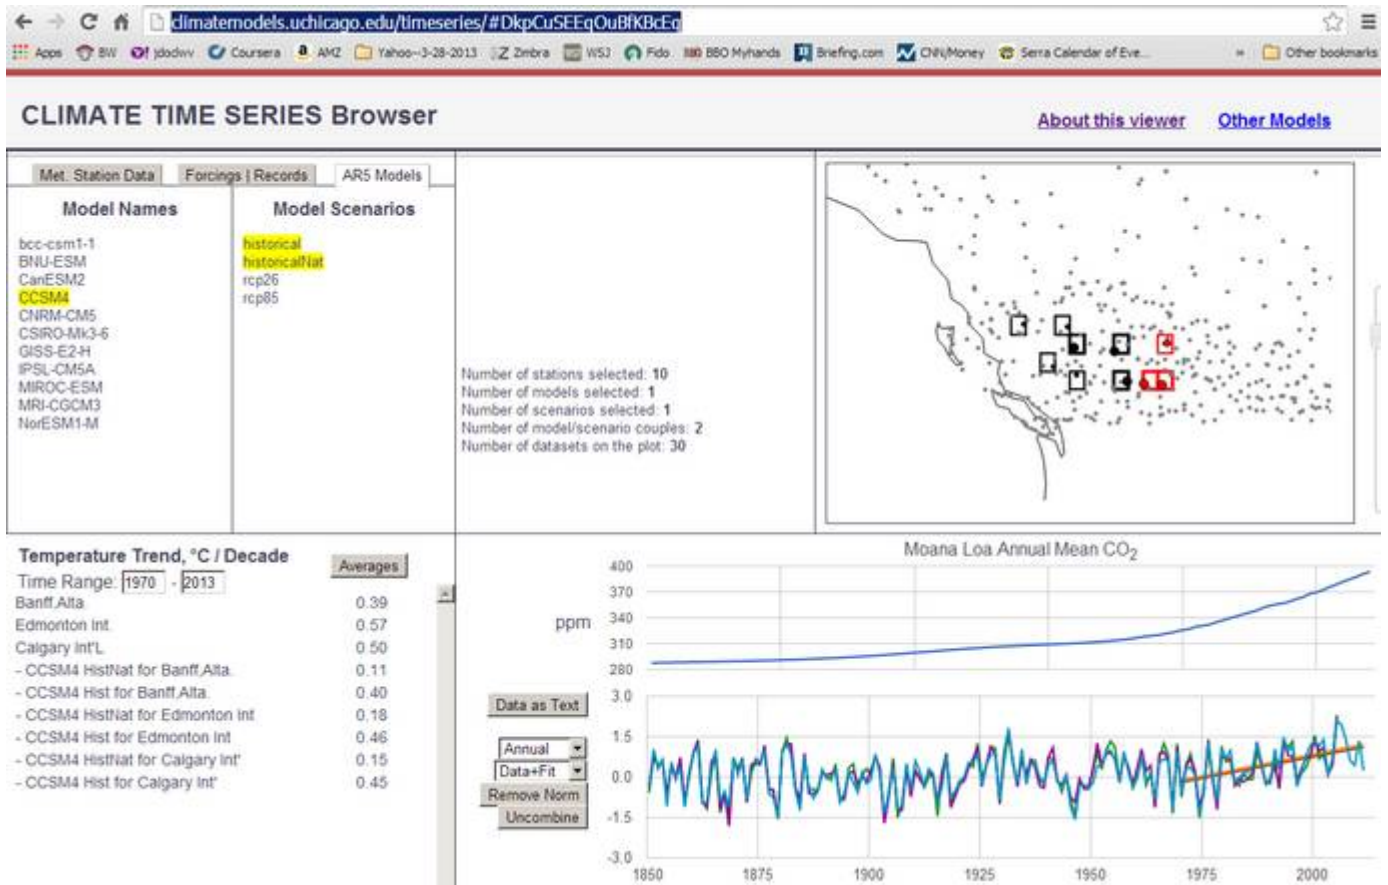 climatemodels.uchicago.edu/timeseries/#DkpCuSEEqOuBfKBcEq
Apps BW jdodwv Coursera AMZ Yahoo--3-28-2013 Zimbra WSJ Fido BBO Myhands Briefing.com CNN/Money Serra Calendar of Eve... » Other bookmarks
CLIMATE TIME SERIES Browser
About this viewer Other Models
Met. Station Data Forcings | Records AR5 Models
Model Names Model Scenarios
bcc-csm1-1 historical
BNU-ESM historicalNat
CanESM2 rcp26
CCSM4 rcp85
CNRM-CM5
CSIRO-Mk3-6
GISS-E2-H
IPSL-CM5A
MIROC-ESM
MRI-CGCM3
NorESM1-M
Number of stations selected: 10
Number of models selected: 1
Number of scenarios selected: 1
Number of model/scenario couples: 2
Number of datasets on the plot: 30
Temperature Trend, °C / Decade
Averages
Time Range: 1970 - 2013
Banff,Alta. 0.39
Edmonton Int 0.57
Calgary Int'L 0.50
- CCSM4 HistNat for Banff,Alta. 0.11
- CCSM4 Hist for Banff,Alta. 0.40
- CCSM4 HistNat for Edmonton Int 0.18
- CCSM4 Hist for Edmonton Int 0.46
- CCSM4 HistNat for Calgary Int' 0.15
- CCSM4 Hist for Calgary Int' 0.45
Moana Loa Annual Mean CO2
400
370
ppm 340
310
280
Data as Text
Annual
Data+Fit
Remove Norm
Uncombine
3.0
1.5
0.0
-1.5
-3.0
1850 1875 1900 1925 1950 1975 2000